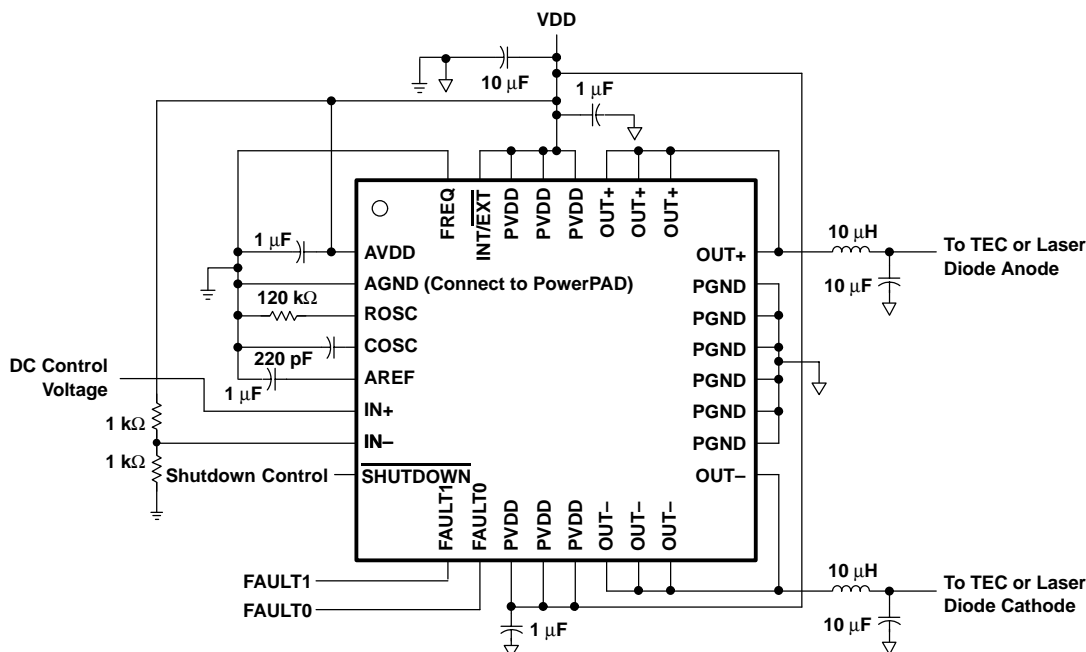 VDD
10 μF
1 μF
FREQ
INT/EXT
PVDD
PVDD
PVDD
OUT+
OUT+
OUT+
1 μF
AVDD
AGND (Connect to PowerPAD)
120 kΩ
ROSC
COSC
220 pF
AREF
1 μF
DC Control
Voltage
IN+
1 kΩ
IN–
1 kΩ
Shutdown Control
SHUTDOWN
OUT+
PGND
PGND
PGND
PGND
PGND
PGND
OUT–
10 μH
To TEC or Laser
Diode Anode
10 μF
FAULT1
FAULT0
PVDD
PVDD
PVDD
OUT–
OUT–
OUT–
FAULT1
FAULT0
1 μF
10 μH
To TEC or Laser
Diode Cathode
10 μF